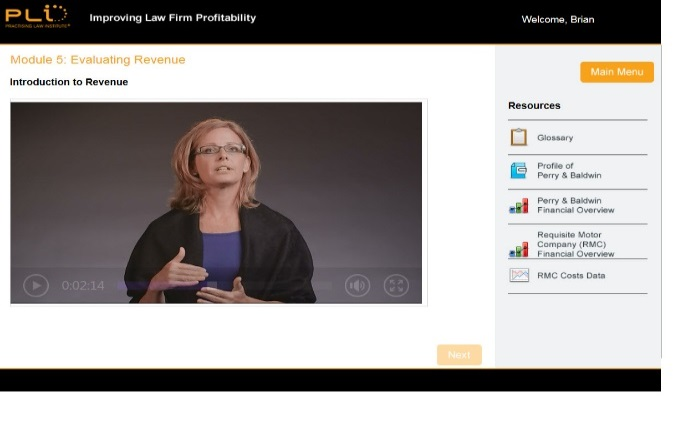 PLI
PRACTISING LAW INSTITUTE®
Improving Law Firm Profitability
Welcome, Brian
Module 5: Evaluating Revenue
Introduction to Revenue
0:02:14
Next
Main Menu
Resources
Glossary
Profile of
Perry & Baldwin
Perry & Baldwin
Financial Overview
Requisite Motor
Company (RMC)
Financial Overview
RMC Costs Data